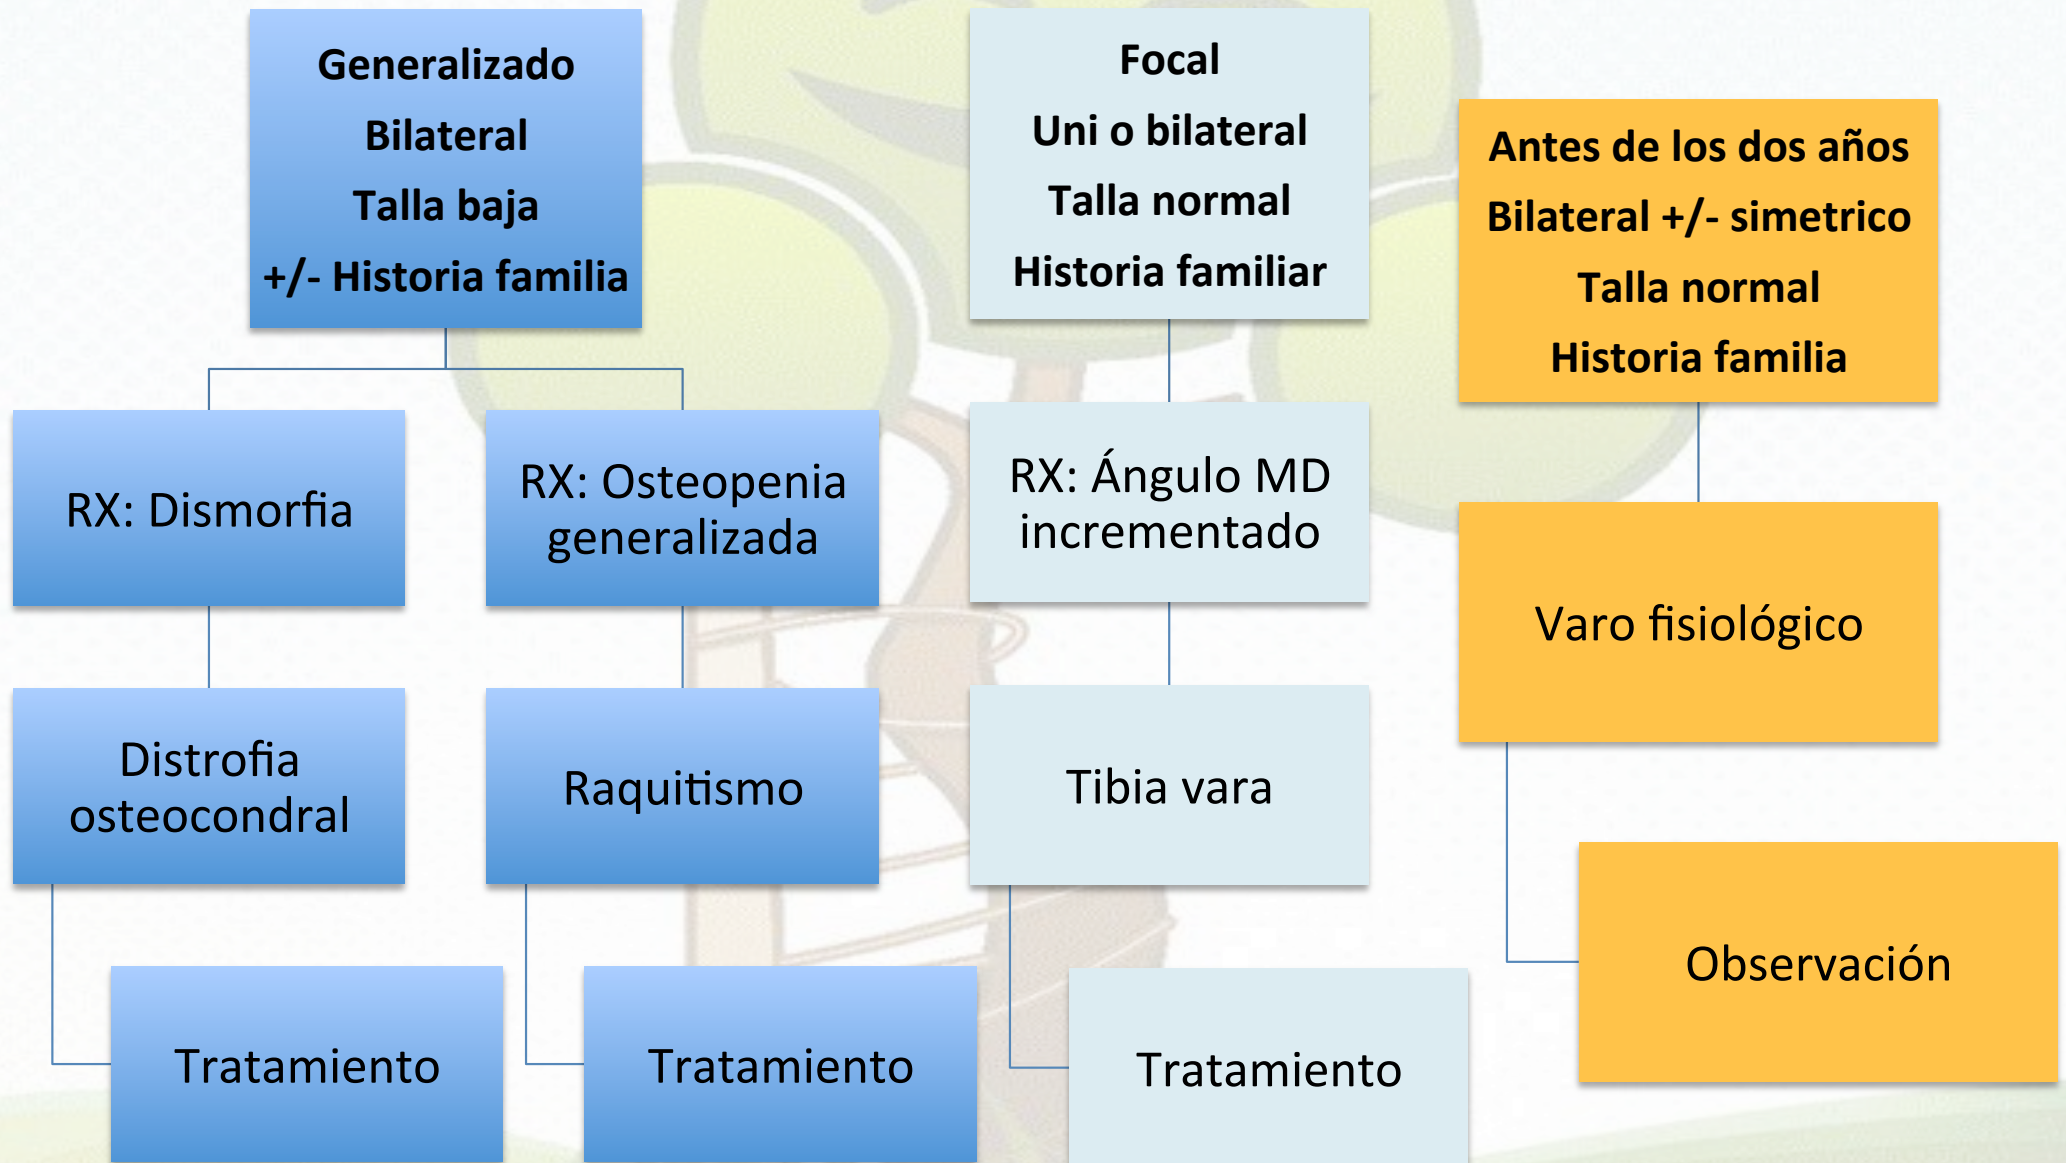 Generalizado
Bilateral
Talla baja
+/- Historia familia
RX: Dismorfia
RX: Osteopenia
generalizada
Distrofia
osteocondral
Raquitismo
Tratamiento
Tratamiento
Focal
Uni o bilateral
Talla normal
Historia familiar
RX: Ángulo MD
incrementado
Tibia vara
Tratamiento
Antes de los dos años
Bilateral +/- simetrico
Talla normal
Historia familia
Varo fisiológico
Observación